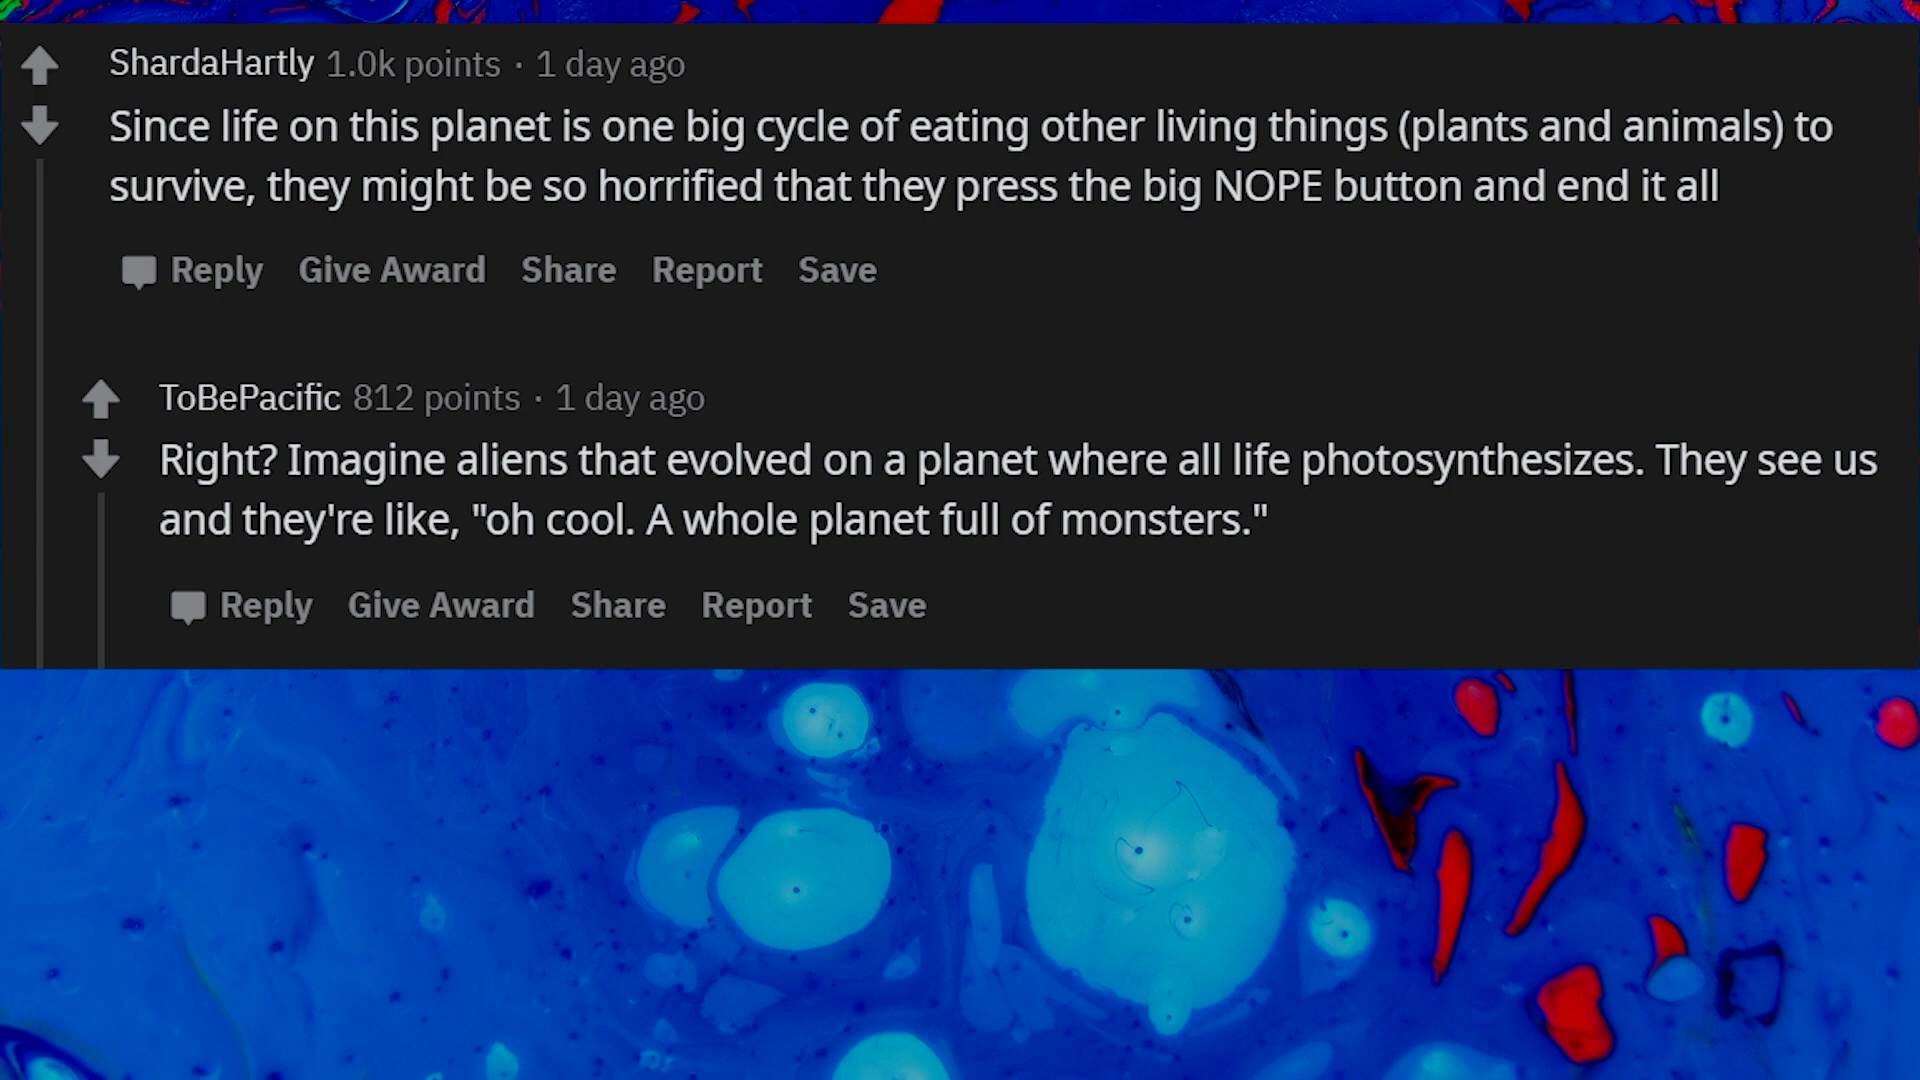 ShardaHartly 1.0k points · 1 day ago
Since life on this planet is one big cycle of eating other living things (plants and animals) to
survive, they might be so horrified that they press the big NOPE button and end it all
Reply Give Award Share Report Save
ToBePacific 812 points · 1 day ago
Right? Imagine aliens that evolved on a planet where all life photosynthesizes. They see us
and they're like, "oh cool. A whole planet full of monsters."
Reply Give Award Share Report Save